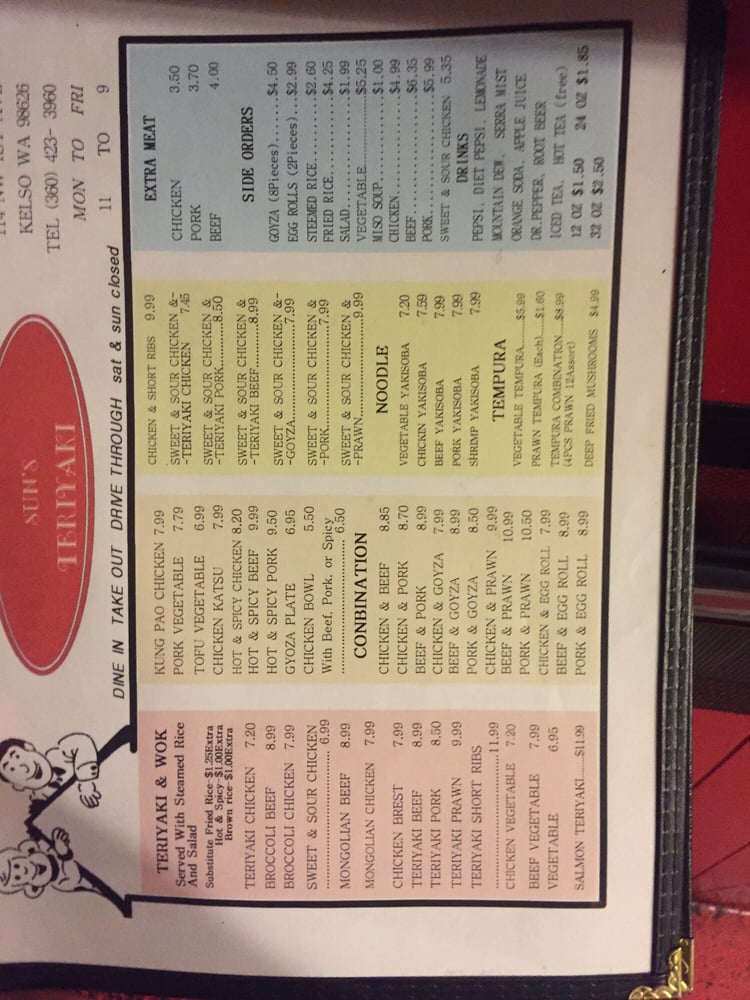 SUN'S
TERIYAKI
KELSO WA 98626
TEL (360) 423- 3960
MON TO FRI
11 TO 9
DINE IN TAKE OUT DRIVE THROUGH sat & sun closed
TERIYAKI & WOK
Served With Steamed Rice
And Salad
Substitute Fried Rice-$1.25Extra
Hot & Spicy-$1.00Extra
Brown rice-$1.00Extra
TERIYAKI CHICKEN 7.20
BROCCOLI BEEF 8.99
BROCCOLI CHICKEN 7.99
SWEET & SOUR CHICKEN
.......................... 6.99
MONGOLIAN BEEF 8.99
MONGOLIAN CHICKEN 7.99
CHICKEN BREST 7.99
TERIYAKI BEEF 8.99
TERIYAKI PORK 8.50
TERIYAKI PRAWN 9.99
TERIYAKI SHORT RIBS
..........................11.99
CHICKEN VEGETABLE 7.20
BEEF VEGETABLE 7.99
VEGETABLE 6.95
SALMON TERIYAKI......$11.99
KUNG PAO CHICKEN 7.99
PORK VEGETABLE 7.79
TOFU VEGETABLE 6.99
CHICKEN KATSU 7.99
HOT & SPICY CHICKEN 8.20
HOT & SPICY BEEF 9.99
HOT & SPICY PORK 9.50
GYOZA PLATE 6.95
CHICKEN BOWL 5.50
With Beef, Pork, or Spicy
..........................6.50
CONBINATION
CHICKEN & BEEF 8.85
CHICKEN & PORK 8.70
BEEF & PORK 8.99
CHICKEN & GOYZA 7.99
BEEF & GOYZA 8.99
PORK & GOYZA 8.50
CHICKEN & PRAWN 9.99
BEEF & PRAWN 10.99
PORK & PRAWN 10.50
CHICKEN & EGG ROLL 7.99
BEEF & EGG ROLL 8.99
PORK & EGG ROLL 8.99
CHICKEN & SHORT RIBS 9.99
SWEET & SOUR CHICKEN &-
-TERIYAKI CHICKEN 7.45
SWEET & SOUR CHICKEN &
-TERIYAKI PORK...........8.50
SWEET & SOUR CHICKEN &
-TERIYAKI BEEF...........8.99
SWEET & SOUR CHICKEN &-
-GOYZA....................7.99
SWEET & SOUR CHICKEN &
-PORK.....................7.99
SWEET & SOUR CHICKEN &
-PRAWN....................9.99
NOODLE
VEGETABLE YAKISOBA 7.20
CHICKIN YAKISOBA 7.59
BEEF YAKISOBA 7.99
PORK YAKISOBA 7.99
SHRIMP YAKISOBA 7.99
TEMPURA
VEGETABLE TEMPURA......$5.99
PRAWN TEMPURA (Each)....$1.60
TEMPURA COMBINATION....$8.99
(4PCS PRAWN 12Assort)
DEEP FRIED MUSHROOMS $4.99
EXTRA MEAT
CHICKEN 3.50
PORK 3.70
BEEF 4.00
SIDE ORDERS
GOYZA (8Pieces)......$4.50
EGG ROLLS (2Pieces)...$2.99
STEEMED RICE..........$2.60
FRIED RICE............$4.25
SALAD.................$1.99
VEGETABLE.............$5.25
MISO SOUP.............$1.00
CHICKEN...............$4.99
BEEF..................$6.35
PORK..................$5.99
SWEET & SOUR CHICKEN 5.35
DRINKS
PEPSI, DIET PEPSI, LEMONADE
MOUNTAIN DEW, SERRA MIST
ORANGE SODA, APPLE JUICE
DR.PEPPER, ROOT BEER
ICED TEA, HOT TEA (free)
12 OZ $1.50 24 OZ $1.85
32 OZ $2.50